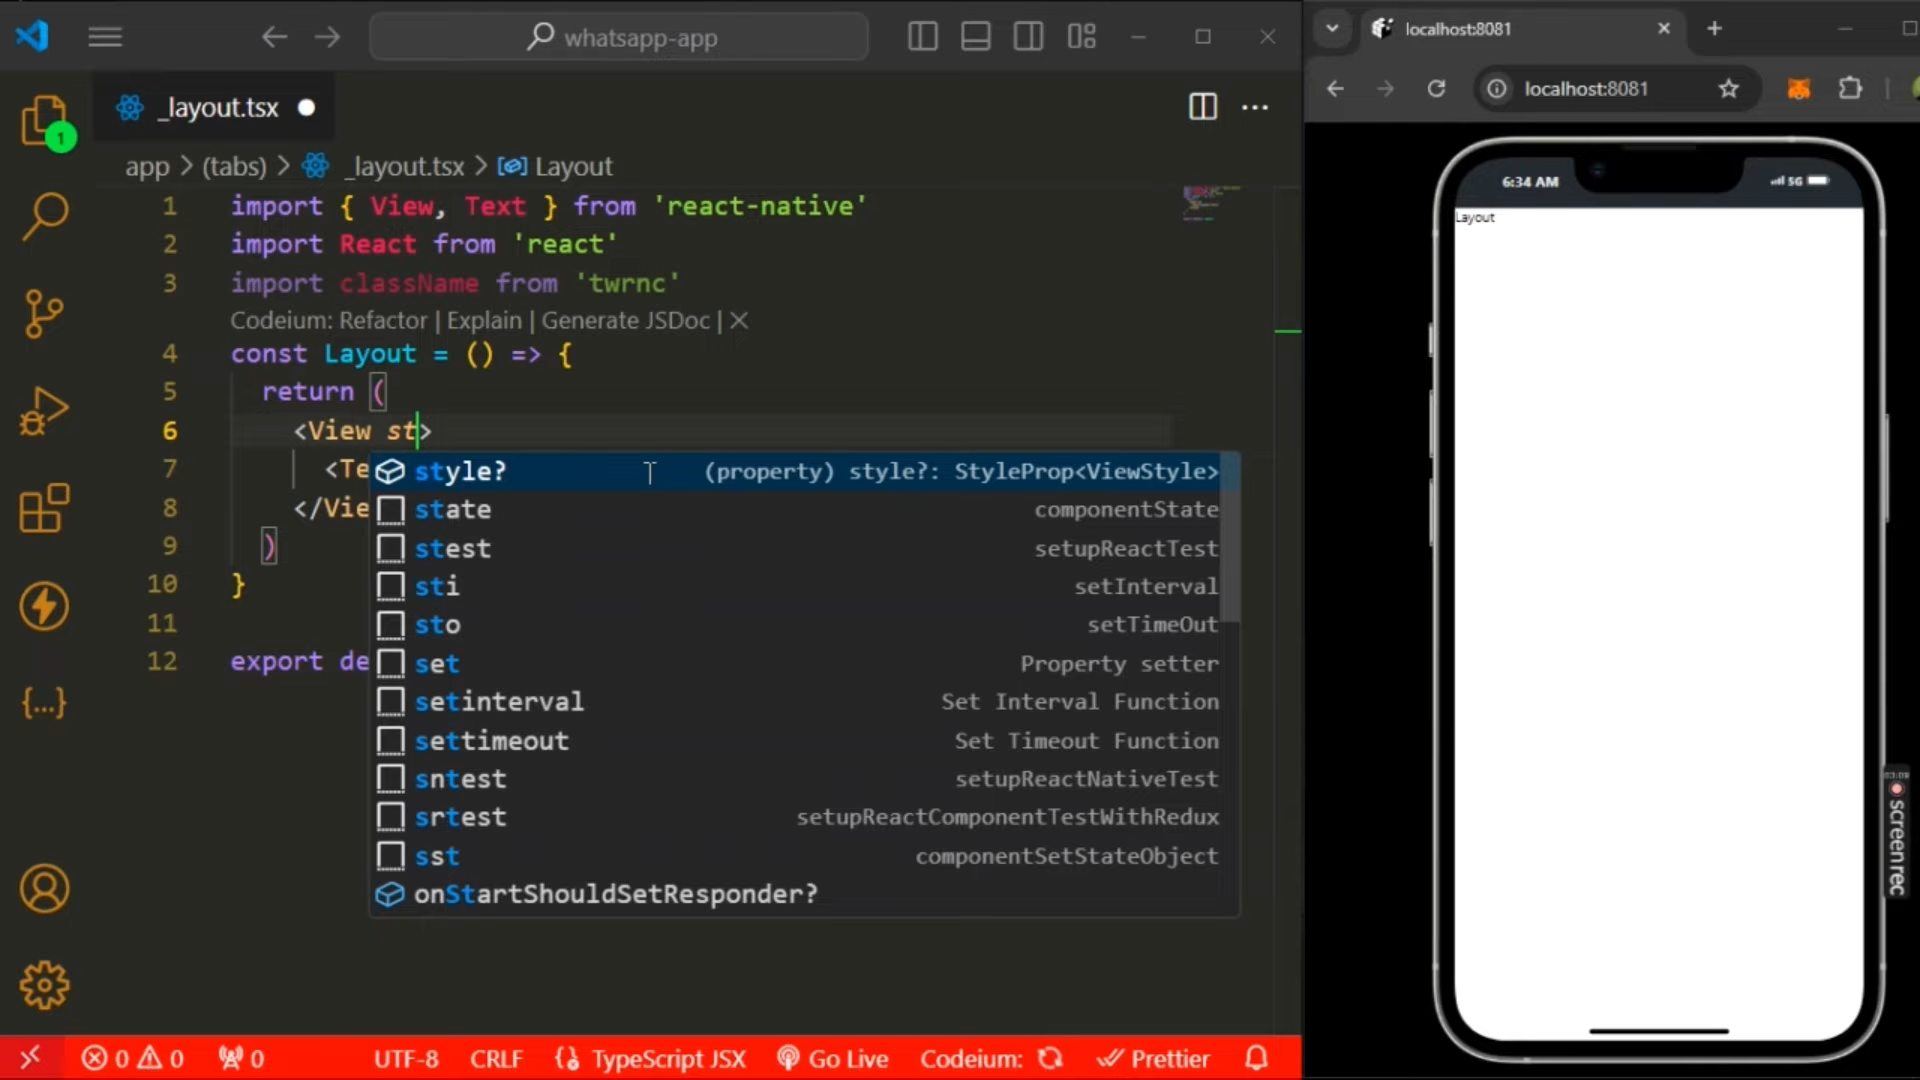 whatsapp-app
_layout.tsx
1
app > (tabs) > _layout.tsx > Layout
1 import { View, Text } from 'react-native'
2 import React from 'react'
3 import className from 'twrnc'
Codeium: Refactor | Explain | Generate JSDoc | ✕
4 const Layout = () => {
5 return (
6 <View st>
7 <Te
8 </Vie
9 )
10 }
11
12 export de
style? (property) style?: StyleProp<ViewStyle>
state componentState
stest setupReactTest
sti setInterval
sto setTimeOut
set Property setter
setinterval Set Interval Function
settimeout Set Timeout Function
sntest setupReactNativeTest
srtest setupReactComponentTestWithRedux
sst componentSetStateObject
onStartShouldSetResponder?
0 0 0 UTF-8 CRLF TypeScript JSX Go Live Codeium: Prettier
localhost:8081
localhost:8081
6:34 AM 5G
Layout
03:09
screenrec